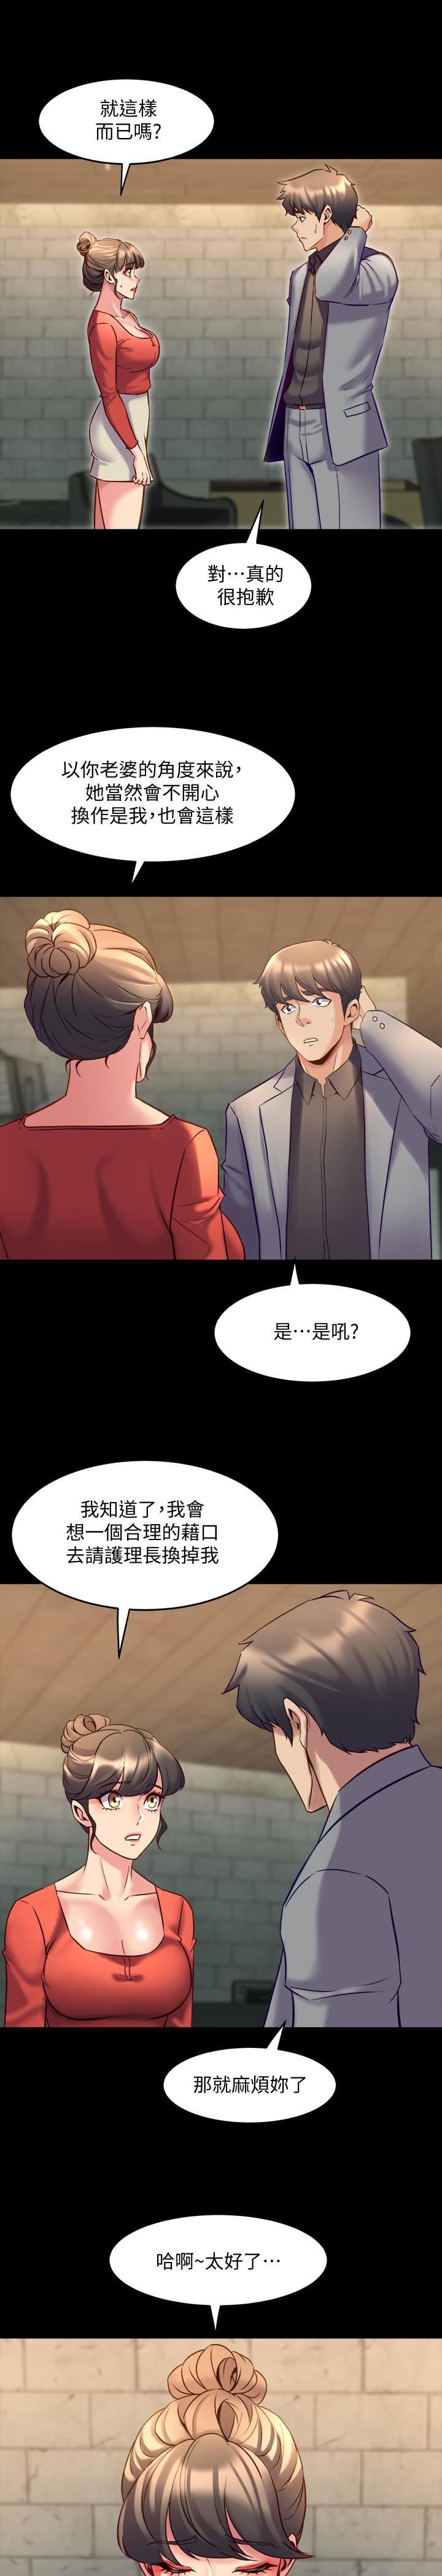 就這樣
而已嗎?
對⋯真的
很抱歉
以你老婆的角度來說,
她當然會不開心
換作是我,也會這樣
是⋯是吼?
我知道了,我會
想一個合理的藉口
去請護理長換掉我
那就麻煩妳了
哈啊~太好了⋯